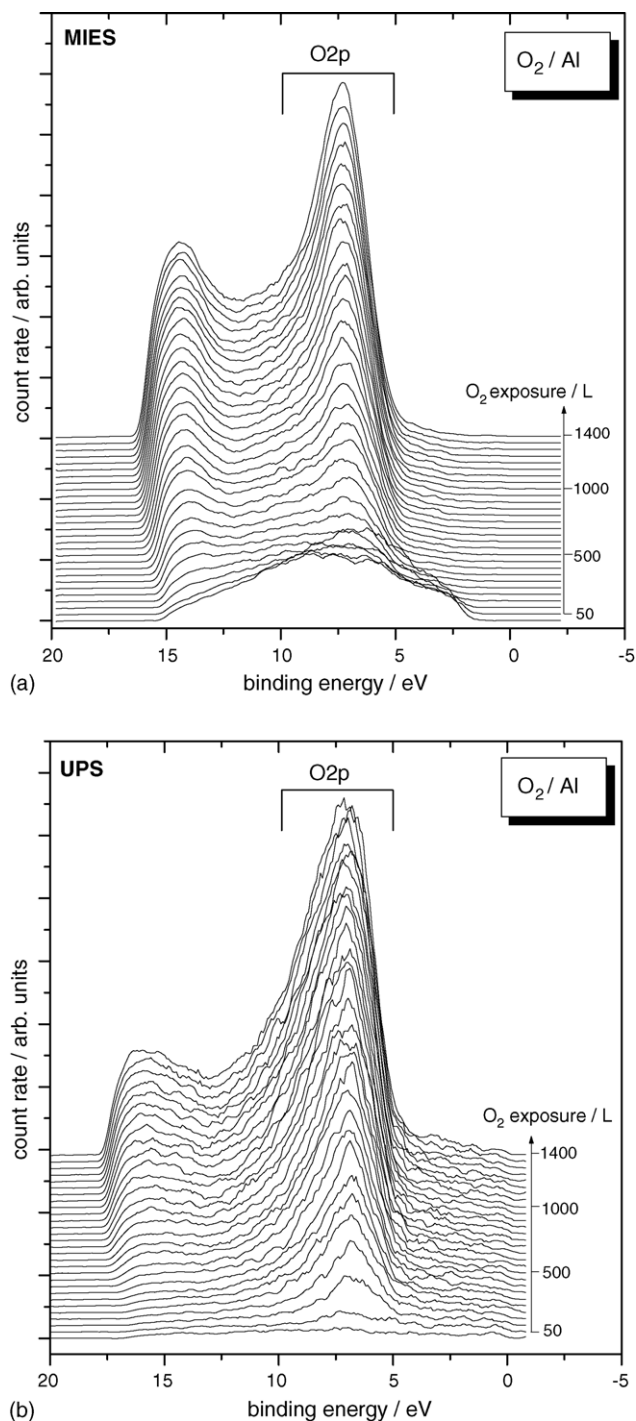 MIES
O2p
O₂ / Al
count rate / arb. units
O₂ exposure / L
1400
1000
500
50
20 15 10 5 0 -5
(a)
binding energy / eV
UPS
O2p
O₂ / Al
count rate / arb. units
O₂ exposure / L
1400
1000
500
50
20 15 10 5 0 -5
(b)
binding energy / eV